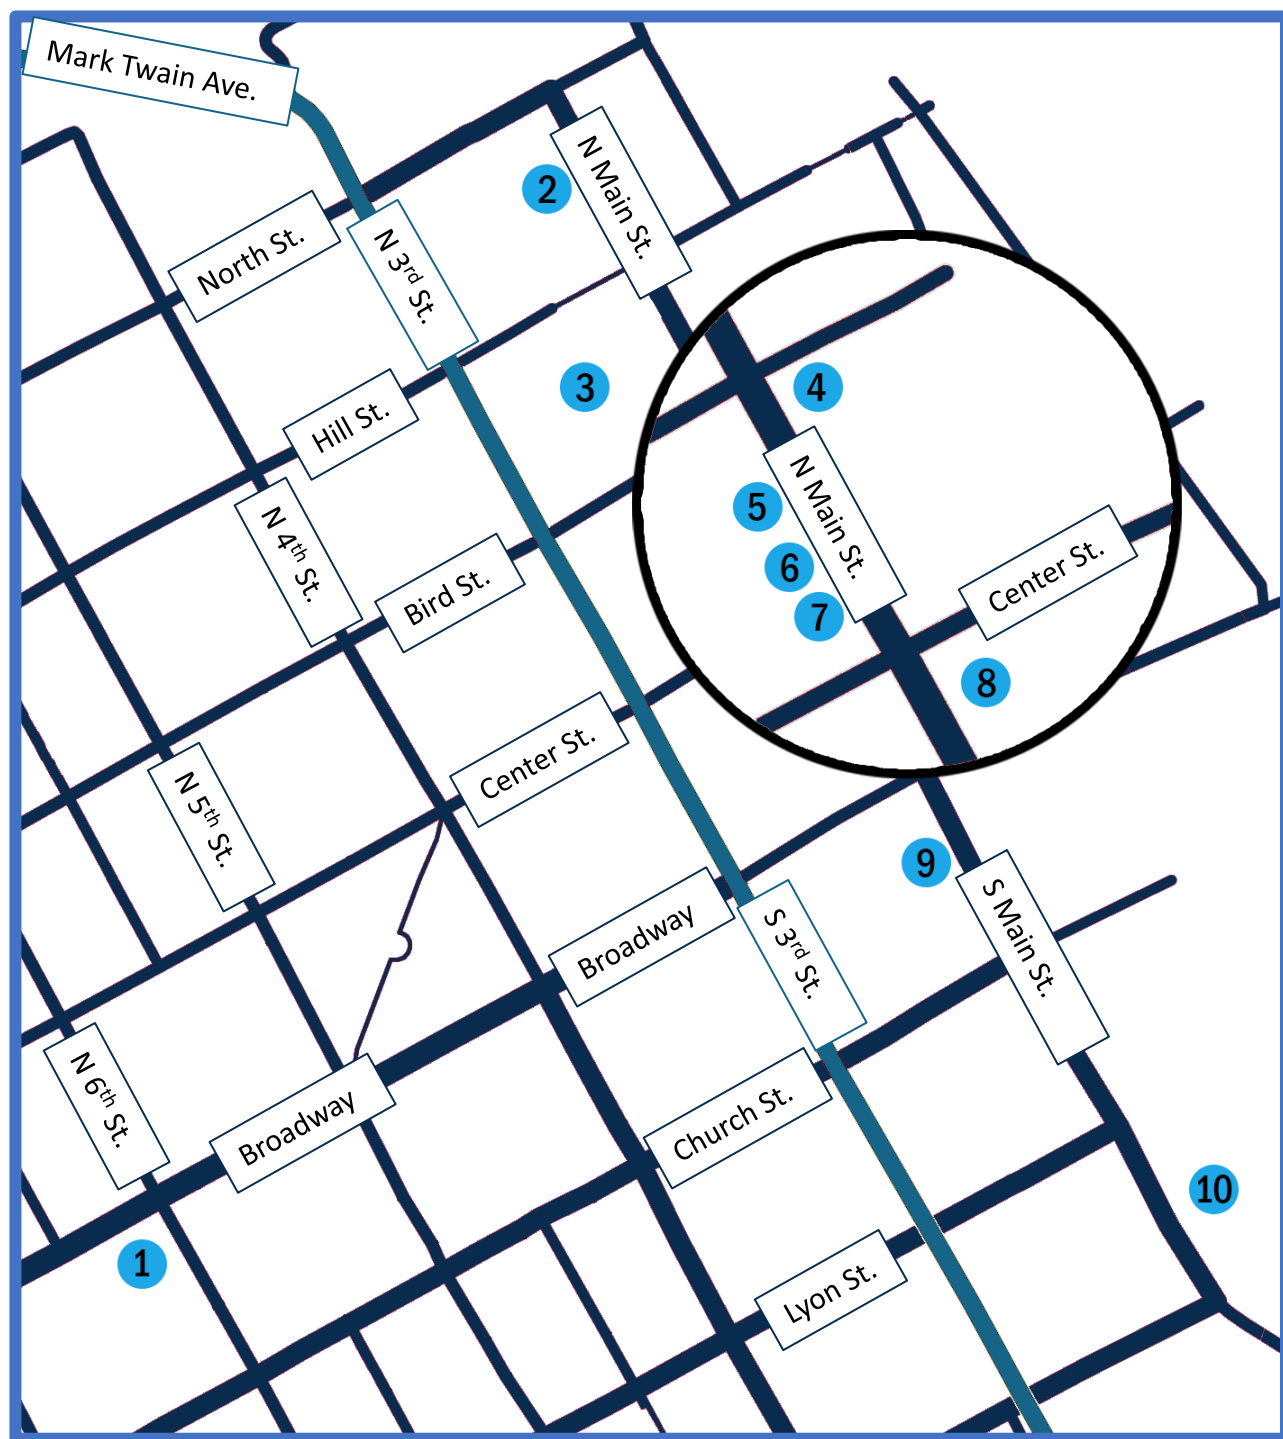 Mark Twain Ave.
N Main St.
2
North St.
N 3rd St.
3
4
Hill St.
N Main St.
5
N 4th St.
6
Center St.
Bird St.
7
8
Center St.
N 5th St.
9
Broadway
S 3rd St.
S Main St.
N 6th St.
Broadway
Church St.
10
1
Lyon St.